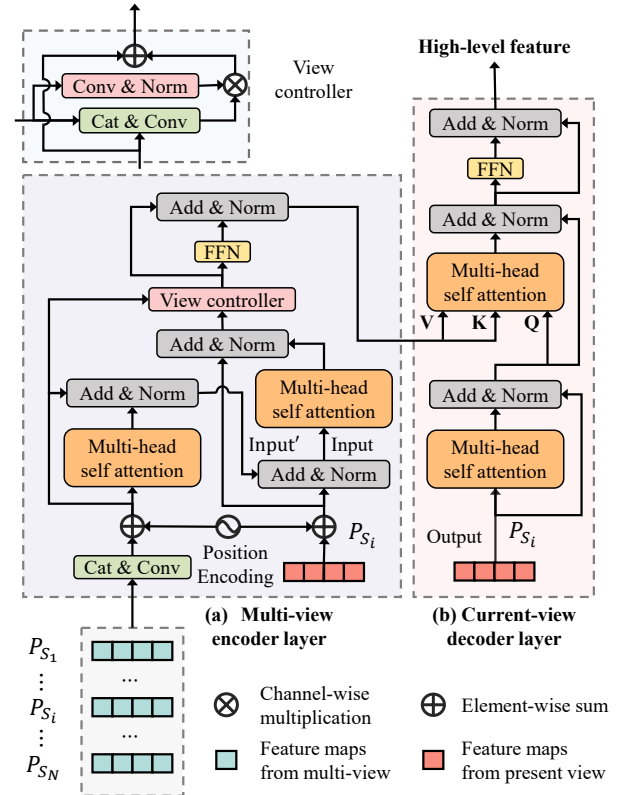 View
controller
Conv & Norm
Cat & Conv
High-level feature
Add & Norm
FFN
Add & Norm
Multi-head
self attention
V K Q
Add & Norm
Multi-head
self attention
Output P_{S_i}
(b) Current-view
decoder layer
Add & Norm
FFN
View controller
Add & Norm
Add & Norm
Multi-head
self attention
Multi-head
self attention
Input′ Input
Add & Norm
Position
Encoding
P_{S_i}
Cat & Conv
(a) Multi-view
encoder layer
P_{S_1}
⋮ ...
P_{S_i}
⋮ ...
P_{S_N}
Channel-wise
multiplication
Element-wise sum
Feature maps
from multi-view
Feature maps
from present view